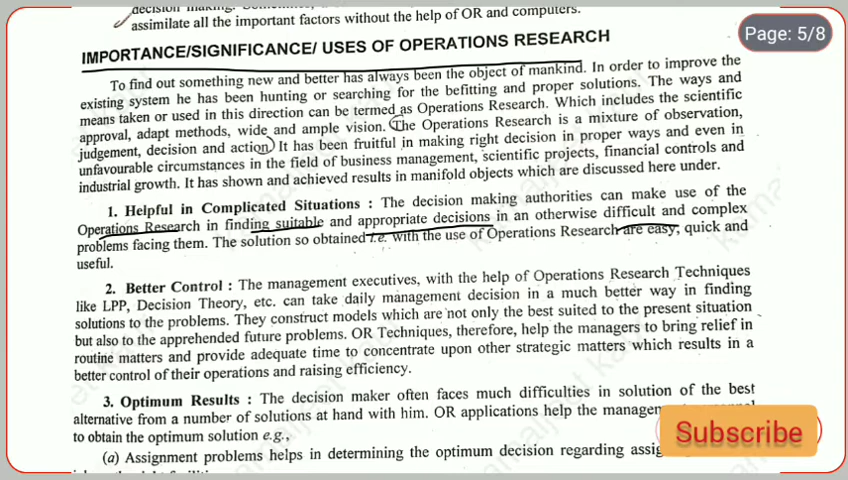 decision making.
assimilate all the important factors without the help of OR and computers.
Page: 5/8
IMPORTANCE/SIGNIFICANCE/ USES OF OPERATIONS RESEARCH
To find out something new and better has always been the object of mankind. In order to improve the
existing system he has been hunting or searching for the befitting and proper solutions. The ways and
means taken or used in this direction can be termed as Operations Research. Which includes the scientific
approval, adapt methods, wide and ample vision. The Operations Research is a mixture of observation,
judgement, decision and action. It has been fruitful in making right decision in proper ways and even in
unfavourable circumstances in the field of business management, scientific projects, financial controls and
industrial growth. It has shown and achieved results in manifold objects which are discussed here under.
1. Helpful in Complicated Situations : The decision making authorities can make use of the
Operations Research in finding suitable and appropriate decisions in an otherwise difficult and complex
problems facing them. The solution so obtained i.e. with the use of Operations Research are easy, quick and
useful.
2. Better Control : The management executives, with the help of Operations Research Techniques
like LPP, Decision Theory, etc. can take daily management decision in a much better way in finding
solutions to the problems. They construct models which are not only the best suited to the present situation
but also to the apprehended future problems. OR Techniques, therefore, help the managers to bring relief in
routine matters and provide adequate time to concentrate upon other strategic matters which results in a
better control of their operations and raising efficiency.
3. Optimum Results : The decision maker often faces much difficulties in solution of the best
alternative from a number of solutions at hand with him. OR applications help the
to obtain the optimum solution e.g.,
Subscribe
(a) Assignment problems helps in determining the optimum decision regarding